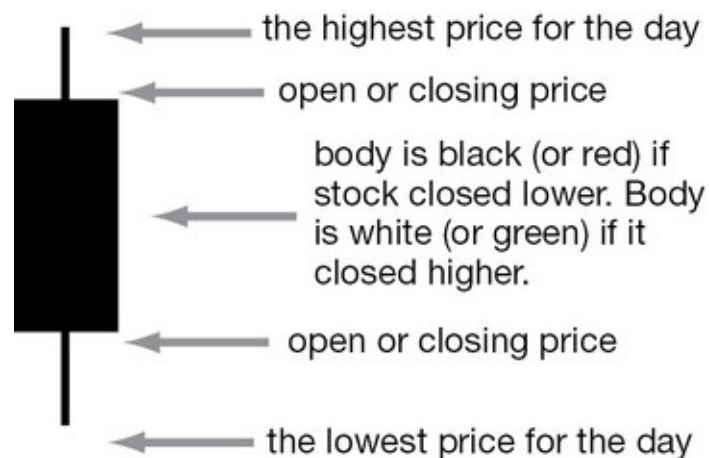 the highest price for the day
open or closing price
body is black (or red) if
stock closed lower. Body
is white (or green) if it
closed higher.
open or closing price
the lowest price for the day